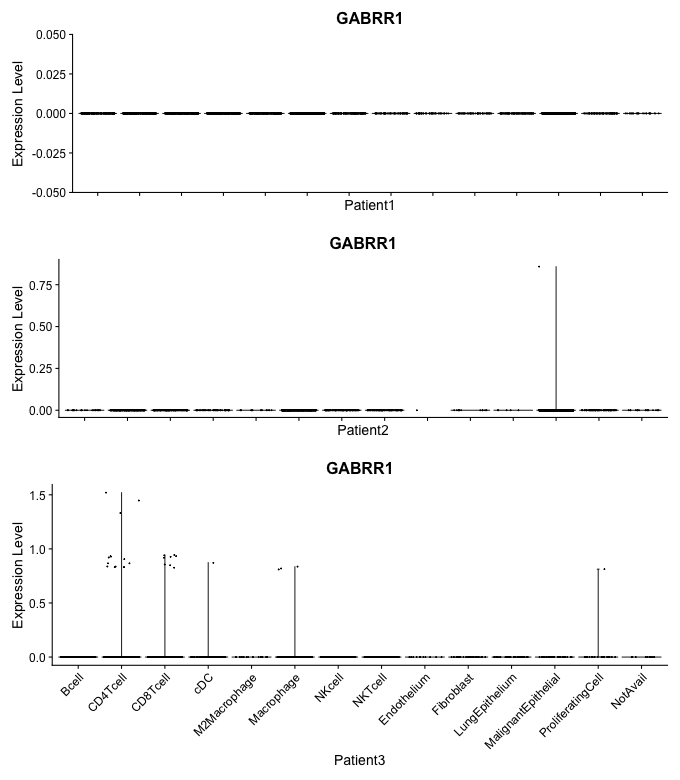 GABRR1
0.050
0.025
0.000
-0.025
-0.050
Expression Level
Patient1
GABRR1
0.75
0.50
0.25
0.00
Expression Level
Patient2
GABRR1
1.5
1.0
0.5
0.0
Expression Level
Bcell
CD4Tcell
CD8Tcell
cDC
M2Macrophage
Macrophage
NKcell
NKTcell
Endothelium
Fibroblast
LungEpithelium
MalignantEpithelial
ProliferatingCell
NotAvail
Patient3